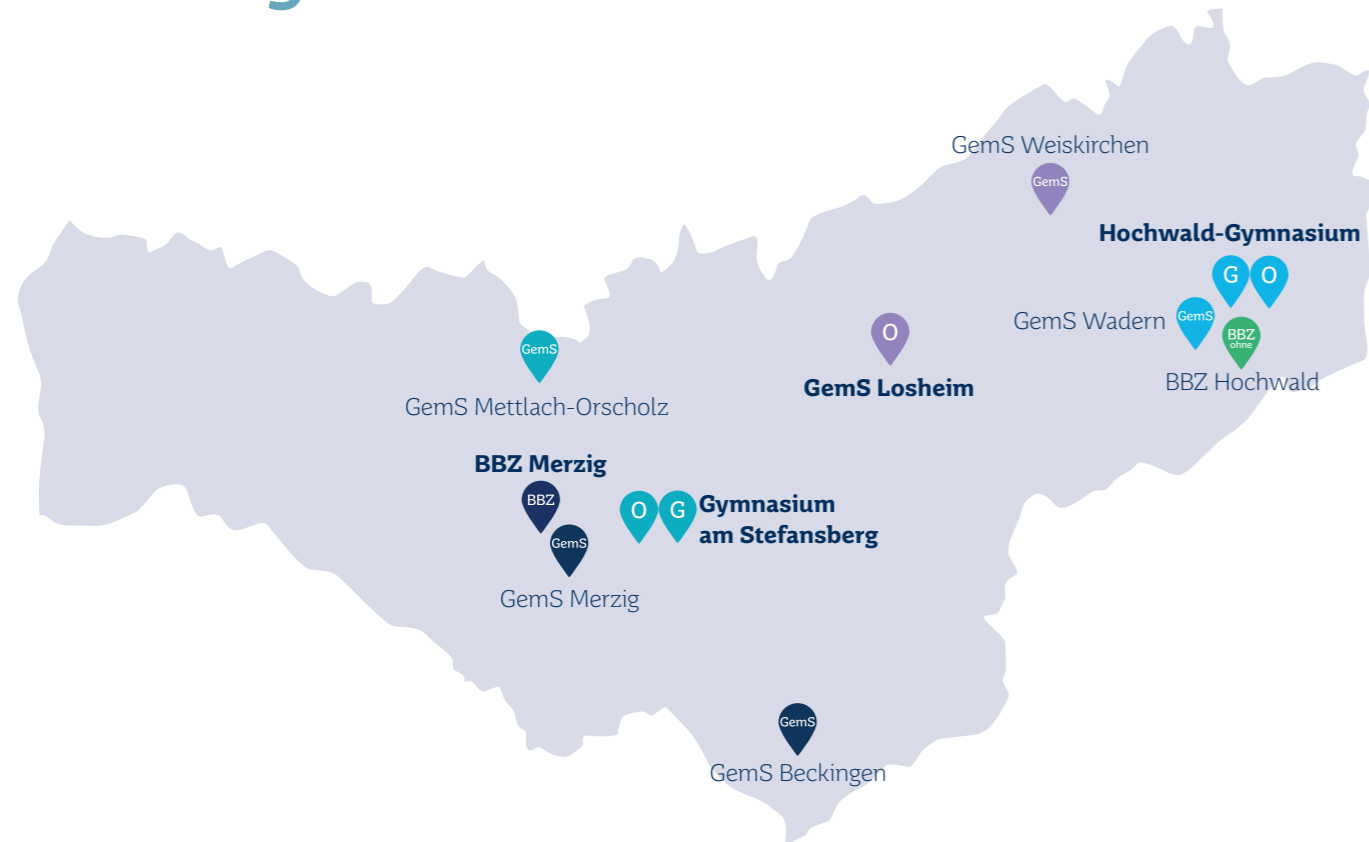 g
GemS Weiskirchen
GemS
Hochwald-Gymnasium
G O
GemS Wadern
GemS
BBZ
ohne
BBZ Hochwald
O
GemS Losheim
GemS
GemS Mettlach-Orscholz
BBZ Merzig
BBZ
GemS
GemS Merzig
O G
Gymnasium
am Stefansberg
GemS
GemS Beckingen